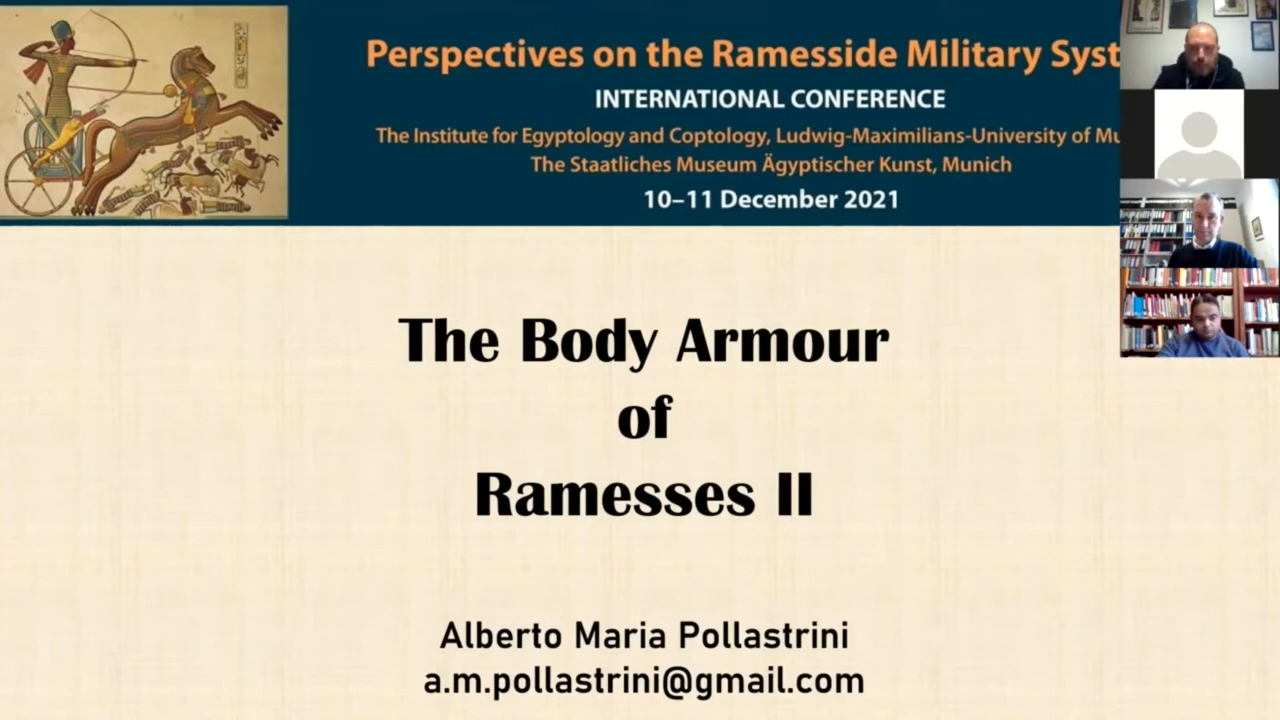 Perspectives on the Ramesside Military Syst
INTERNATIONAL CONFERENCE
The Institute for Egyptology and Coptology, Ludwig-Maximilians-University of Mu
The Staatliches Museum Ägyptischer Kunst, Munich
10–11 December 2021
The Body Armour
of
Ramesses II
Alberto Maria Pollastrini
a.m.pollastrini@gmail.com